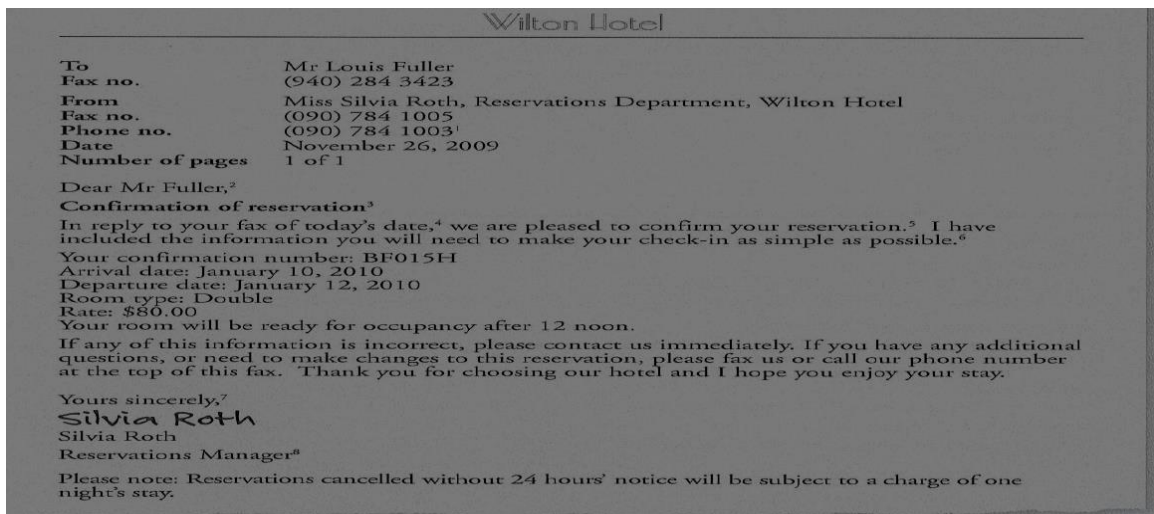 Wilton Hotel
To Mr Louis Fuller
Fax no. (940) 284 3423
From Miss Silvia Roth, Reservations Department, Wilton Hotel
Fax no. (090) 784 1005
Phone no. (090) 784 1003¹
Date November 26, 2009
Number of pages 1 of 1
Dear Mr Fuller,²
Confirmation of reservation³
In reply to your fax of today's date,⁴ we are pleased to confirm your reservation.⁵ I have
included the information you will need to make your check-in as simple as possible.⁶
Your confirmation number: BF015H
Arrival date: January 10, 2010
Departure date: January 12, 2010
Room type: Double
Rate: $80.00
Your room will be ready for occupancy after 12 noon.
If any of this information is incorrect, please contact us immediately. If you have any additional
questions, or need to make changes to this reservation, please fax us or call our phone number
at the top of this fax. Thank you for choosing our hotel and I hope you enjoy your stay.
Yours sincerely,⁷
Silvia Roth
Silvia Roth
Reservations Manager⁸
Please note: Reservations cancelled without 24 hours' notice will be subject to a charge of one
night's stay.